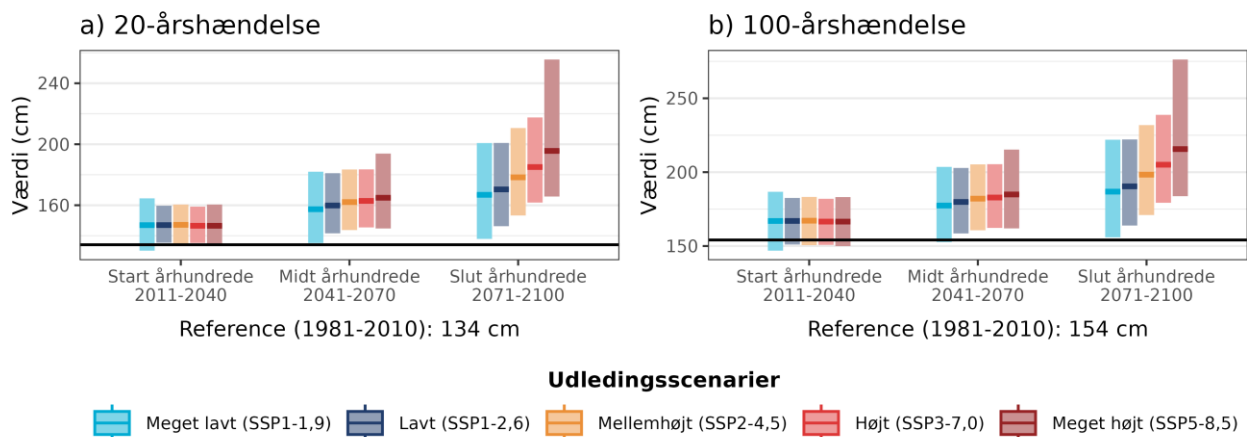 a) 20-årshændelse
Værdi (cm)
240
200
160
Start århundrede
2011-2040
Midt århundrede
2041-2070
Slut århundrede
2071-2100
Reference (1981-2010): 134 cm
b) 100-årshændelse
Værdi (cm)
250
200
150
Start århundrede
2011-2040
Midt århundrede
2041-2070
Slut århundrede
2071-2100
Reference (1981-2010): 154 cm
Udledingsscenarier
Meget lavt (SSP1-1,9)
Lavt (SSP1-2,6)
Mellemhøjt (SSP2-4,5)
Højt (SSP3-7,0)
Meget højt (SSP5-8,5)